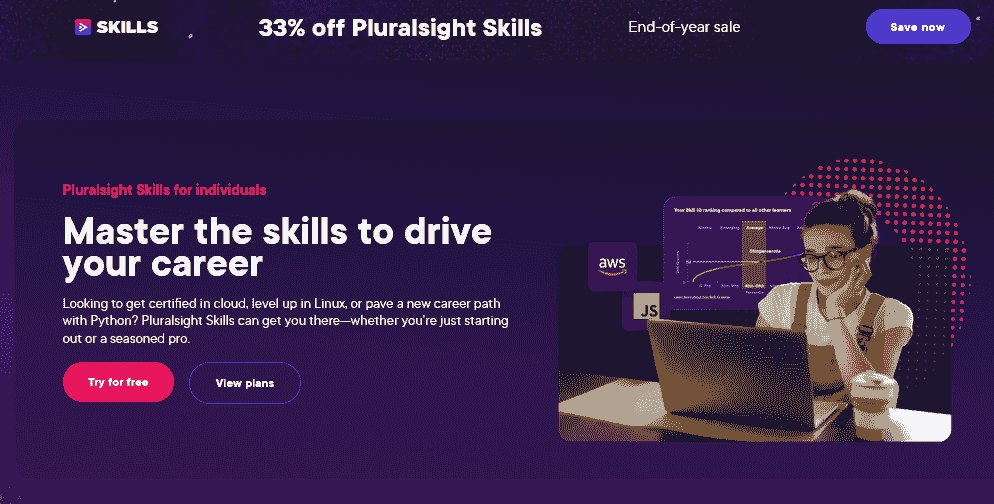 SKILLS
33% off Pluralsight Skills
End-of-year sale
Save now
Pluralsight Skills for individuals
Master the skills to drive
your career
Looking to get certified in cloud, level up in Linux, or pave a new career path
with Python? Pluralsight Skills can get you there—whether you're just starting
out or a seasoned pro.
Try for free
View plans
Your Skill IQ ranking compared to all other learners
Average
aws
JS